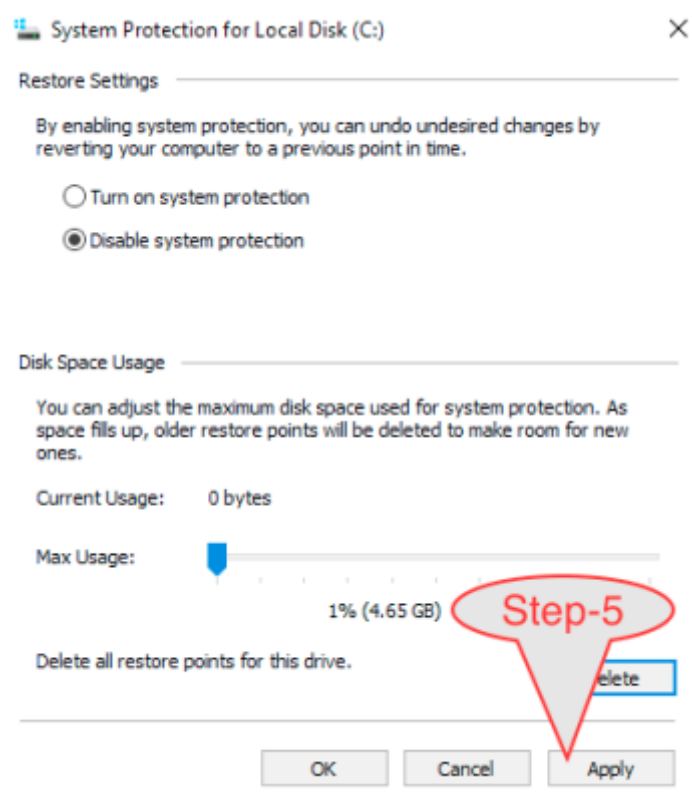 System Protection for Local Disk (C:)
Restore Settings
By enabling system protection, you can undo undesired changes by
reverting your computer to a previous point in time.
Turn on system protection
Disable system protection
Disk Space Usage
You can adjust the maximum disk space used for system protection. As
space fills up, older restore points will be deleted to make room for new
ones.
Current Usage: 0 bytes
Max Usage:
1% (4.65 GB)
Step-5
Delete all restore points for this drive.
elete
OK Cancel Apply